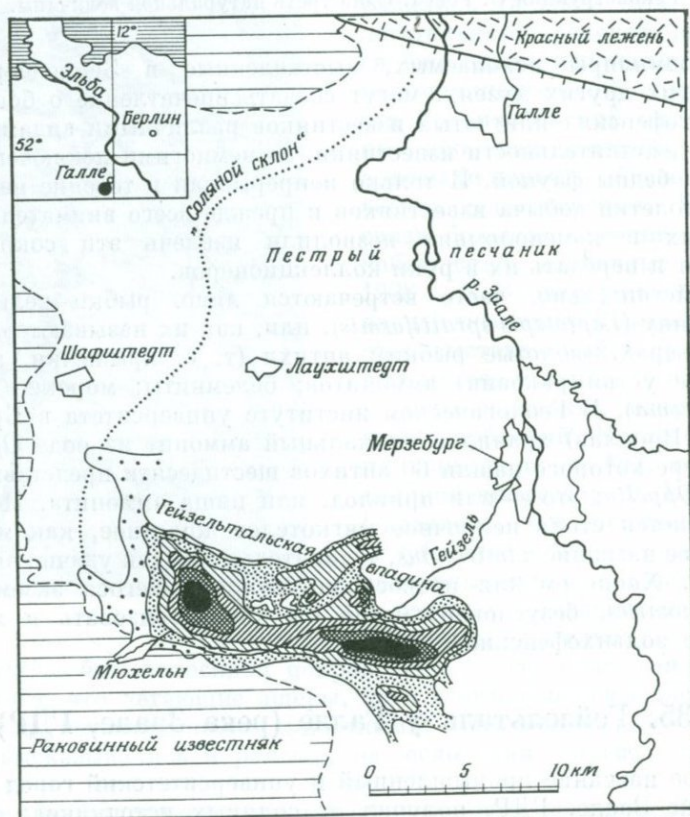 12°
Эльба
Берлин
52°
Галле
Красный лежень
Галле
Соляной склон
Пестрый песчаник
р. Заале
Шафштедт
Лаухштедт
Мерзебург
Гейзель
Гейзельтальская
впадина
Мюхельн
Раковинный известняк
0 5 10 км